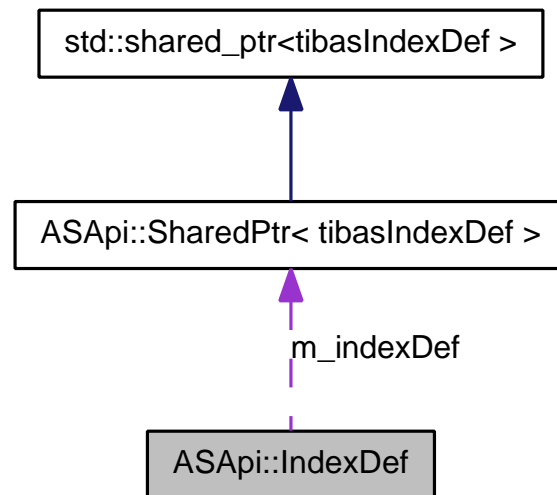 std::shared_ptr<tibasIndexDef >
ASApi::SharedPtr< tibasIndexDef >
m_indexDef
ASApi::IndexDef